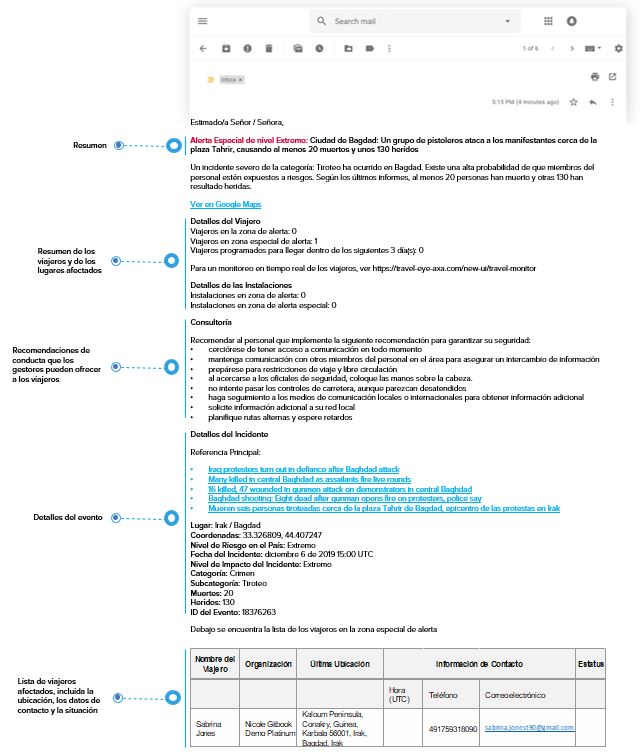 Search mail
1 of 6
Inbox x
5:15 PM (4 minutes ago)
Estimado/a Señor / Señora,
Resumen
Alerta Especial de nivel Extremo: Ciudad de Bagdad: Un grupo de pistoleros ataca a los manifestantes cerca de la
plaza Tahrir, causando al menos 20 muertos y unos 130 heridos
Un incidente severo de la categoría: Tiroteo ha ocurrido en Bagdad. Existe una alta probabilidad de que miembros del
personal estén expuestos a riesgos. Según los últimos informes, al menos 20 personas han muerto y otras 130 han
resultado heridas.
Ver en Google Maps
Resumen de los
viajeros y de los
lugares afectados
Detalles del Viajero
Viajeros en la zona de alerta: 0
Viajeros en zona especial de alerta: 1
Viajeros programados para llegar dentro de los siguientes 3 día(s): 0
Para un monitoreo en tiempo real de los viajeros, ver https://travel-eye-axa.com/new-ui/travel-monitor
Detalles de las Instalaciones
Instalaciones en zona de alerta: 0
Instalaciones en zona de alerta especial: 0
Recomendaciones de
conducta que los
gestores pueden ofrecer
a los viajeros
Consultoría
Recomendar al personal que implemente la siguiente recomendación para garantizar su seguridad:
• cerciórese de tener acceso a comunicación en todo momento
• mantenga comunicación con otros miembros del personal en el área para asegurar un intercambio de información
• prepárese para restricciones de viaje y libre circulación
• al acercarse a los oficiales de seguridad, coloque las manos sobre la cabeza.
• no intente pasar los controles de carretera, aunque parezcan desatendidos
• haga seguimiento a los medios de comunicación locales o internacionales para obtener información adicional
• solicite información adicional a su red local
• planifique rutas alternas y espere retardos
Detalles del evento
Detalles del Incidente
Referencia Principal:
• Iraq protesters turn out in defiance after Baghdad attack
• Many killed in central Baghdad as assailants fire live rounds
• 16 killed, 47 wounded in gunmen attack on demonstrators in central Baghdad
• Baghdad shooting: Eight dead after gunman opens fire on protesters, police say
• Mueren seis personas tiroteadas cerca de la plaza Tahrir de Bagdad, epicentro de las protestas en Irak
Lugar: Irak / Bagdad
Coordenadas: 33.326809, 44.407247
Nivel de Riesgo en el País: Extremo
Fecha del Incidente: diciembre 6 de 2019 15:00 UTC
Nivel de Impacto del Incidente: Extremo
Categoría: Crimen
Subcategoría: Tiroteo
Muertes: 20
Heridos: 130
ID del Evento: 18376263
Debajo se encuentra la lista de los viajeros en la zona especial de alerta
Lista de viajeros
afectados, incluida la
ubicación, los datos de
contacto y la situación
Nombre del Viajero Organización Última Ubicación Información de Contacto Estatus
Hora (UTC) Teléfono Correo electrónico
Sabrina Jones Nicole Gitbook Demo Platinum Kaloum Peninsula, Conakry, Guinea, Karbala 56001, Irak, Bagdad, Irak 491759318090 sabrina.jonest90@gmail.com